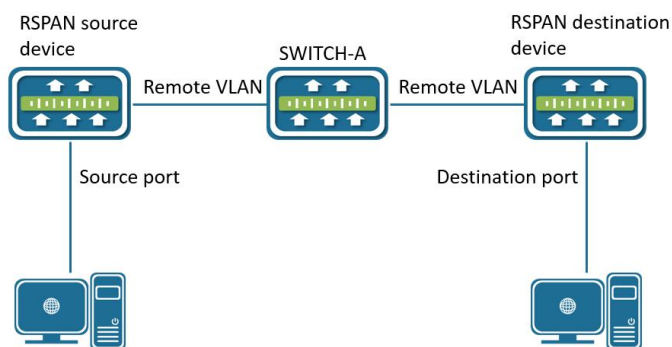 RSPAN source
device
SWITCH-A
RSPAN destination
device
Remote VLAN
Remote VLAN
Source port
Destination port